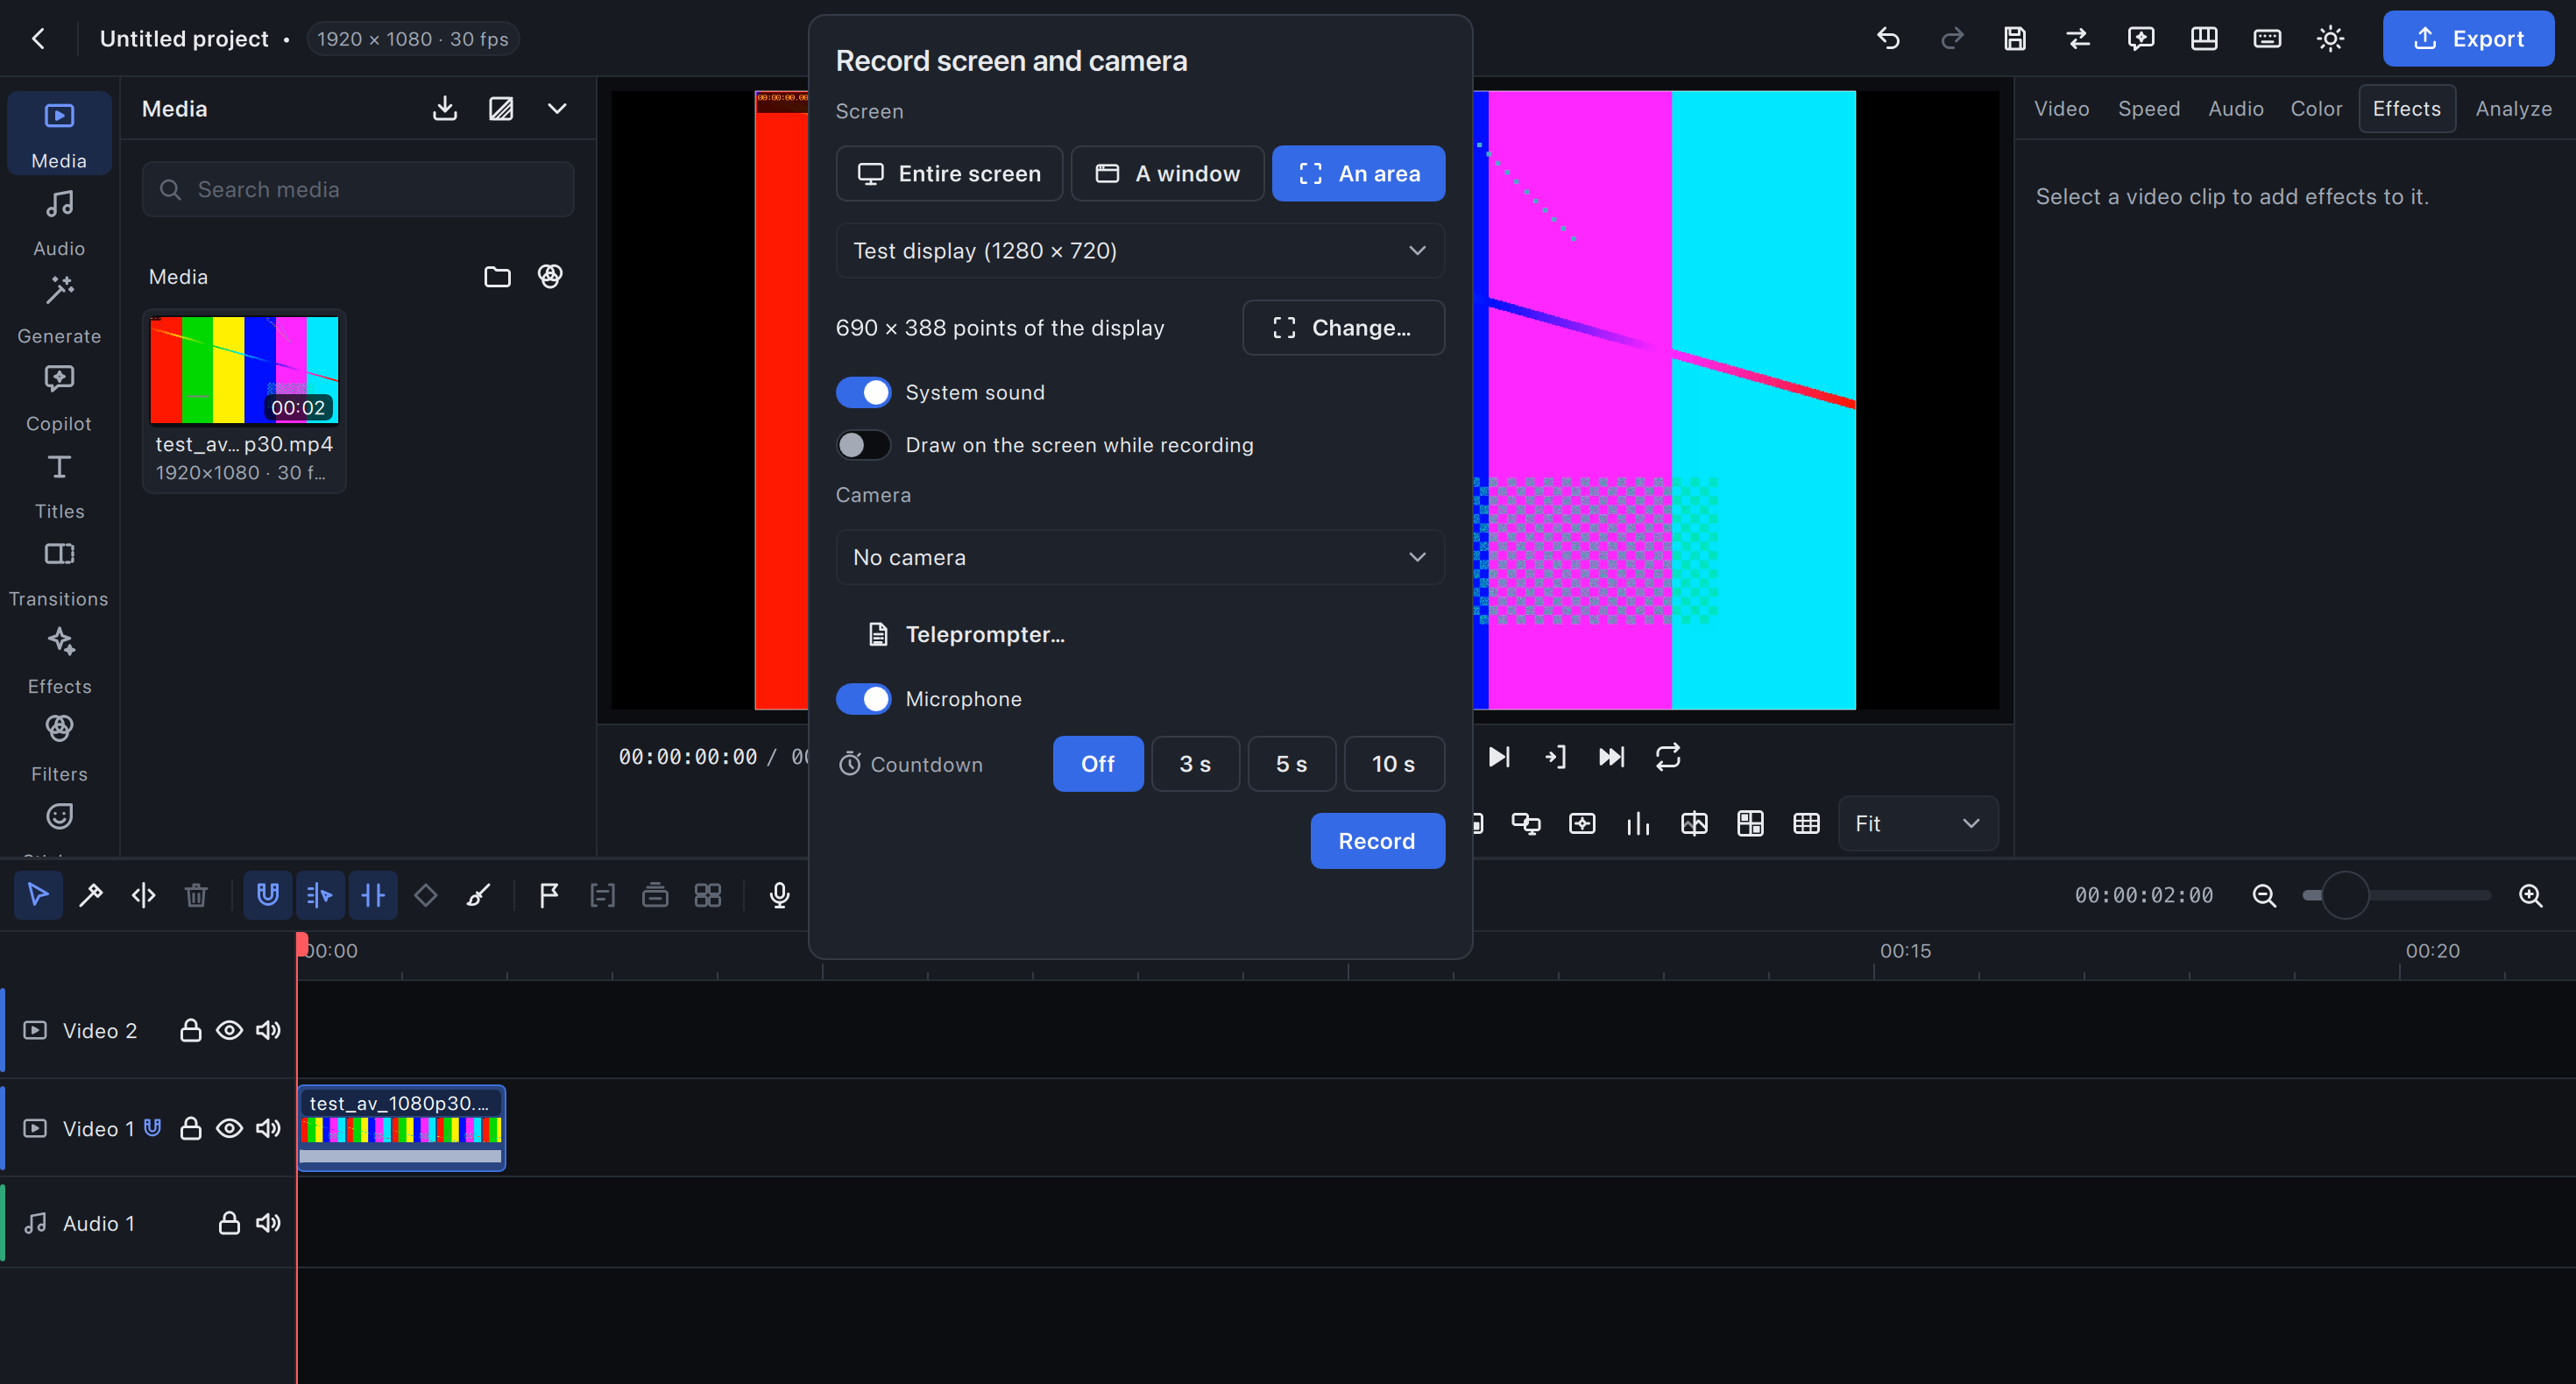 Untitled project •
1920 × 1080 · 30 fps
Export
Media
Audio
Generate
Copilot
Titles
Transitions
Effects
Filters
Media
Search media
Media
00:02
test_av… p30.mp4
1920×1080 · 30 f…
00:00:00.00
Record screen and camera
Screen
Entire screen
A window
An area
Test display (1280 × 720)
690 × 388 points of the display
Change…
System sound
Draw on the screen while recording
Camera
No camera
Teleprompter…
Microphone
Countdown
Off
3 s
5 s
10 s
Record
00:00:00:00 /
Fit
Video
Speed
Audio
Color
Effects
Analyze
Select a video clip to add effects to it.
00:00:02:00
00:00
00:15
00:20
Video 2
Video 1
test_av_1080p30.…
Audio 1